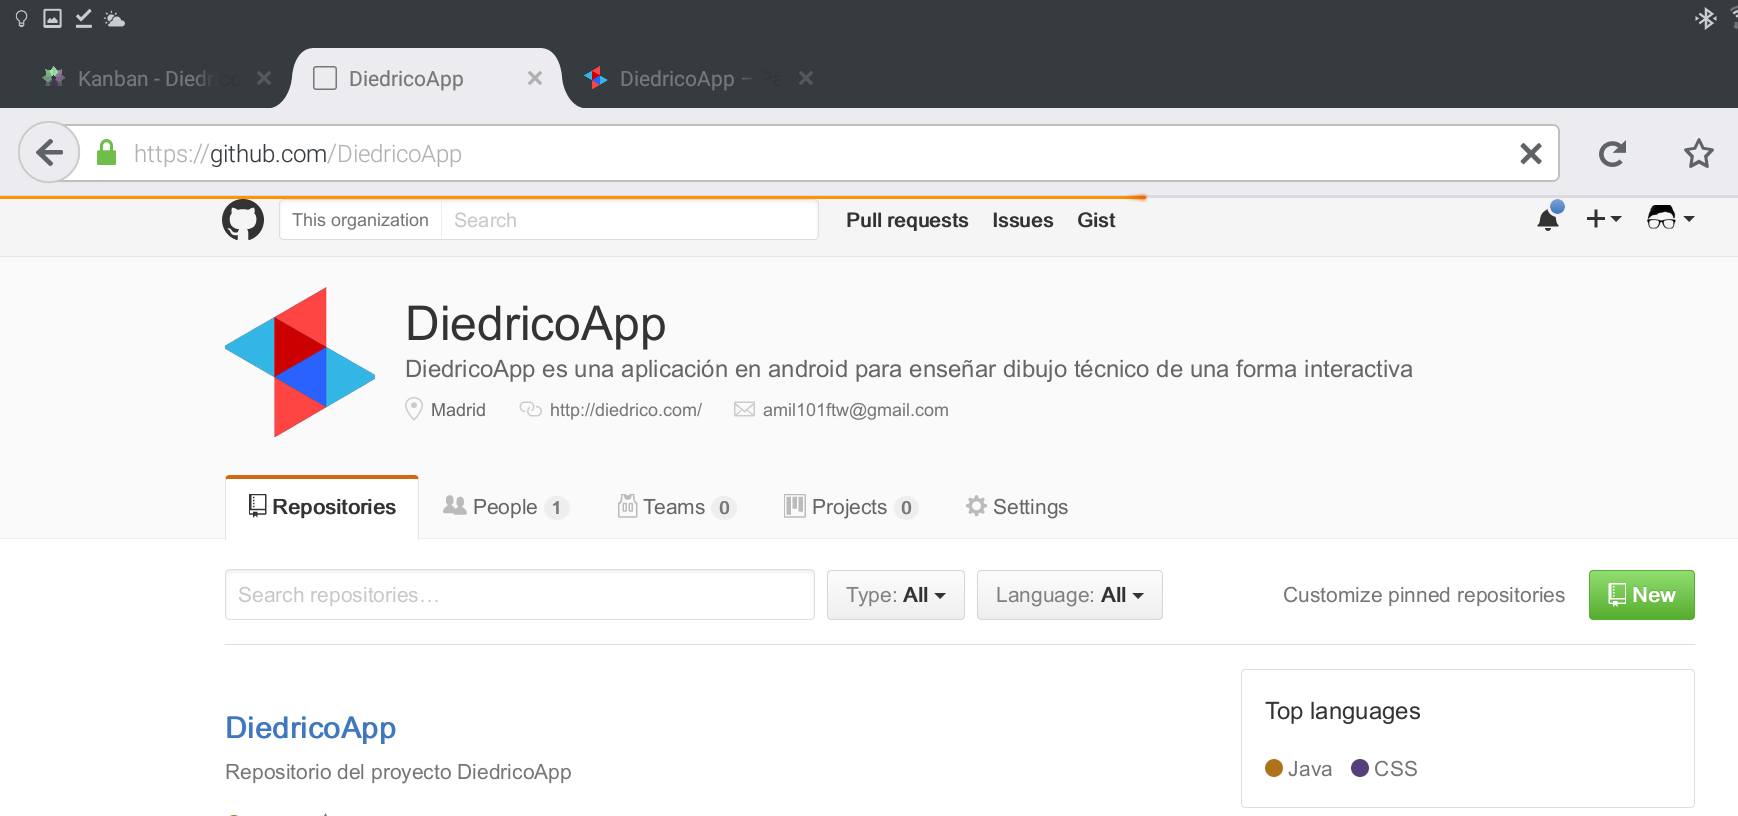 Kanban - Diedrico
DiedricoApp
DiedricoApp –
https://github.com/DiedricoApp
This organization
Search
Pull requests
Issues
Gist
DiedricoApp
DiedricoApp es una aplicación en android para enseñar dibujo técnico de una forma interactiva
Madrid
http://diedrico.com/
amil101ftw@gmail.com
Repositories
People 1
Teams 0
Projects 0
Settings
Search repositories…
Type: All
Language: All
Customize pinned repositories
New
DiedricoApp
Repositorio del proyecto DiedricoApp
Top languages
Java
CSS